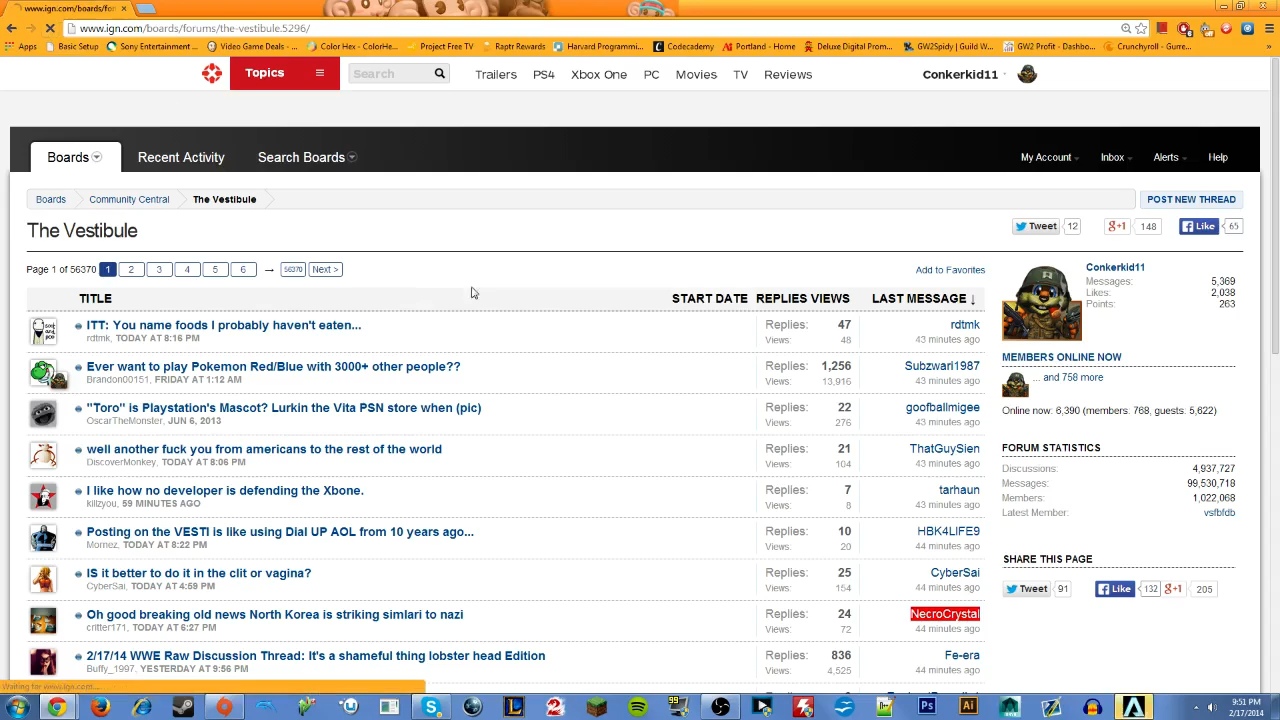 www.ign.com/boards/for
www.ign.com/boards/forums/the-vestibule.5296/
Apps Basic Setup Sony Entertainment ... Video Game Deals - ... Color Hex - ColorHe... Project Free TV Raptr Rewards Harvard Programmi... Codecademy Portland - Home Deluxe Digital Prom... GW2Spidy | Guild W... GW2 Profit - Dashbo... Crunchyroll - Gurre... »
Topics Search Trailers PS4 Xbox One PC Movies TV Reviews Conkerkid11
Boards Recent Activity Search Boards My Account Inbox Alerts Help
Boards Community Central The Vestibule POST NEW THREAD
The Vestibule Tweet 12 g+1 148 Like 65
Page 1 of 56370 1 2 3 4 5 6 → 56370 Next > Add to Favorites
TITLE START DATE REPLIES VIEWS LAST MESSAGE ↓
ITT: You name foods I probably haven't eaten... Replies: 47 rdtmk
rdtmk, TODAY AT 8:16 PM Views: 48 43 minutes ago
Ever want to play Pokemon Red/Blue with 3000+ other people?? Replies: 1,256 Subzwari1987
Brandon00151, FRIDAY AT 1:12 AM Views: 13,916 43 minutes ago
"Toro" is Playstation's Mascot? Lurkin the Vita PSN store when (pic) Replies: 22 goofballmigee
OscarTheMonster, JUN 6, 2013 Views: 276 43 minutes ago
well another fuck you from americans to the rest of the world Replies: 21 ThatGuySien
DiscoverMonkey, TODAY AT 8:06 PM Views: 104 43 minutes ago
I like how no developer is defending the Xbone. Replies: 7 tarhaun
killzyou, 59 MINUTES AGO Views: 8 43 minutes ago
Posting on the VESTI is like using Dial UP AOL from 10 years ago... Replies: 10 HBK4LIFE9
Mornez, TODAY AT 8:22 PM Views: 20 44 minutes ago
IS it better to do it in the clit or vagina? Replies: 25 CyberSai
CyberSai, TODAY AT 4:59 PM Views: 154 44 minutes ago
Oh good breaking old news North Korea is striking simlari to nazi Replies: 24 NecroCrystal
critter171, TODAY AT 6:27 PM Views: 72 44 minutes ago
2/17/14 WWE Raw Discussion Thread: It's a shameful thing lobster head Edition Replies: 836 Fe-era
Buffy_1997, YESTERDAY AT 9:56 PM Views: 4,525 44 minutes ago
Conkerkid11
Messages: 5,369
Likes: 2,038
Points: 263
MEMBERS ONLINE NOW
... and 758 more
Online now: 6,390 (members: 768, guests: 5,622)
FORUM STATISTICS
Discussions: 4,937,727
Messages: 99,530,718
Members: 1,022,068
Latest Member: vsfbfdb
SHARE THIS PAGE
Tweet 91 Like 132 g+1 205
Waiting for www.ign.com...
9:51 PM
2/17/2014